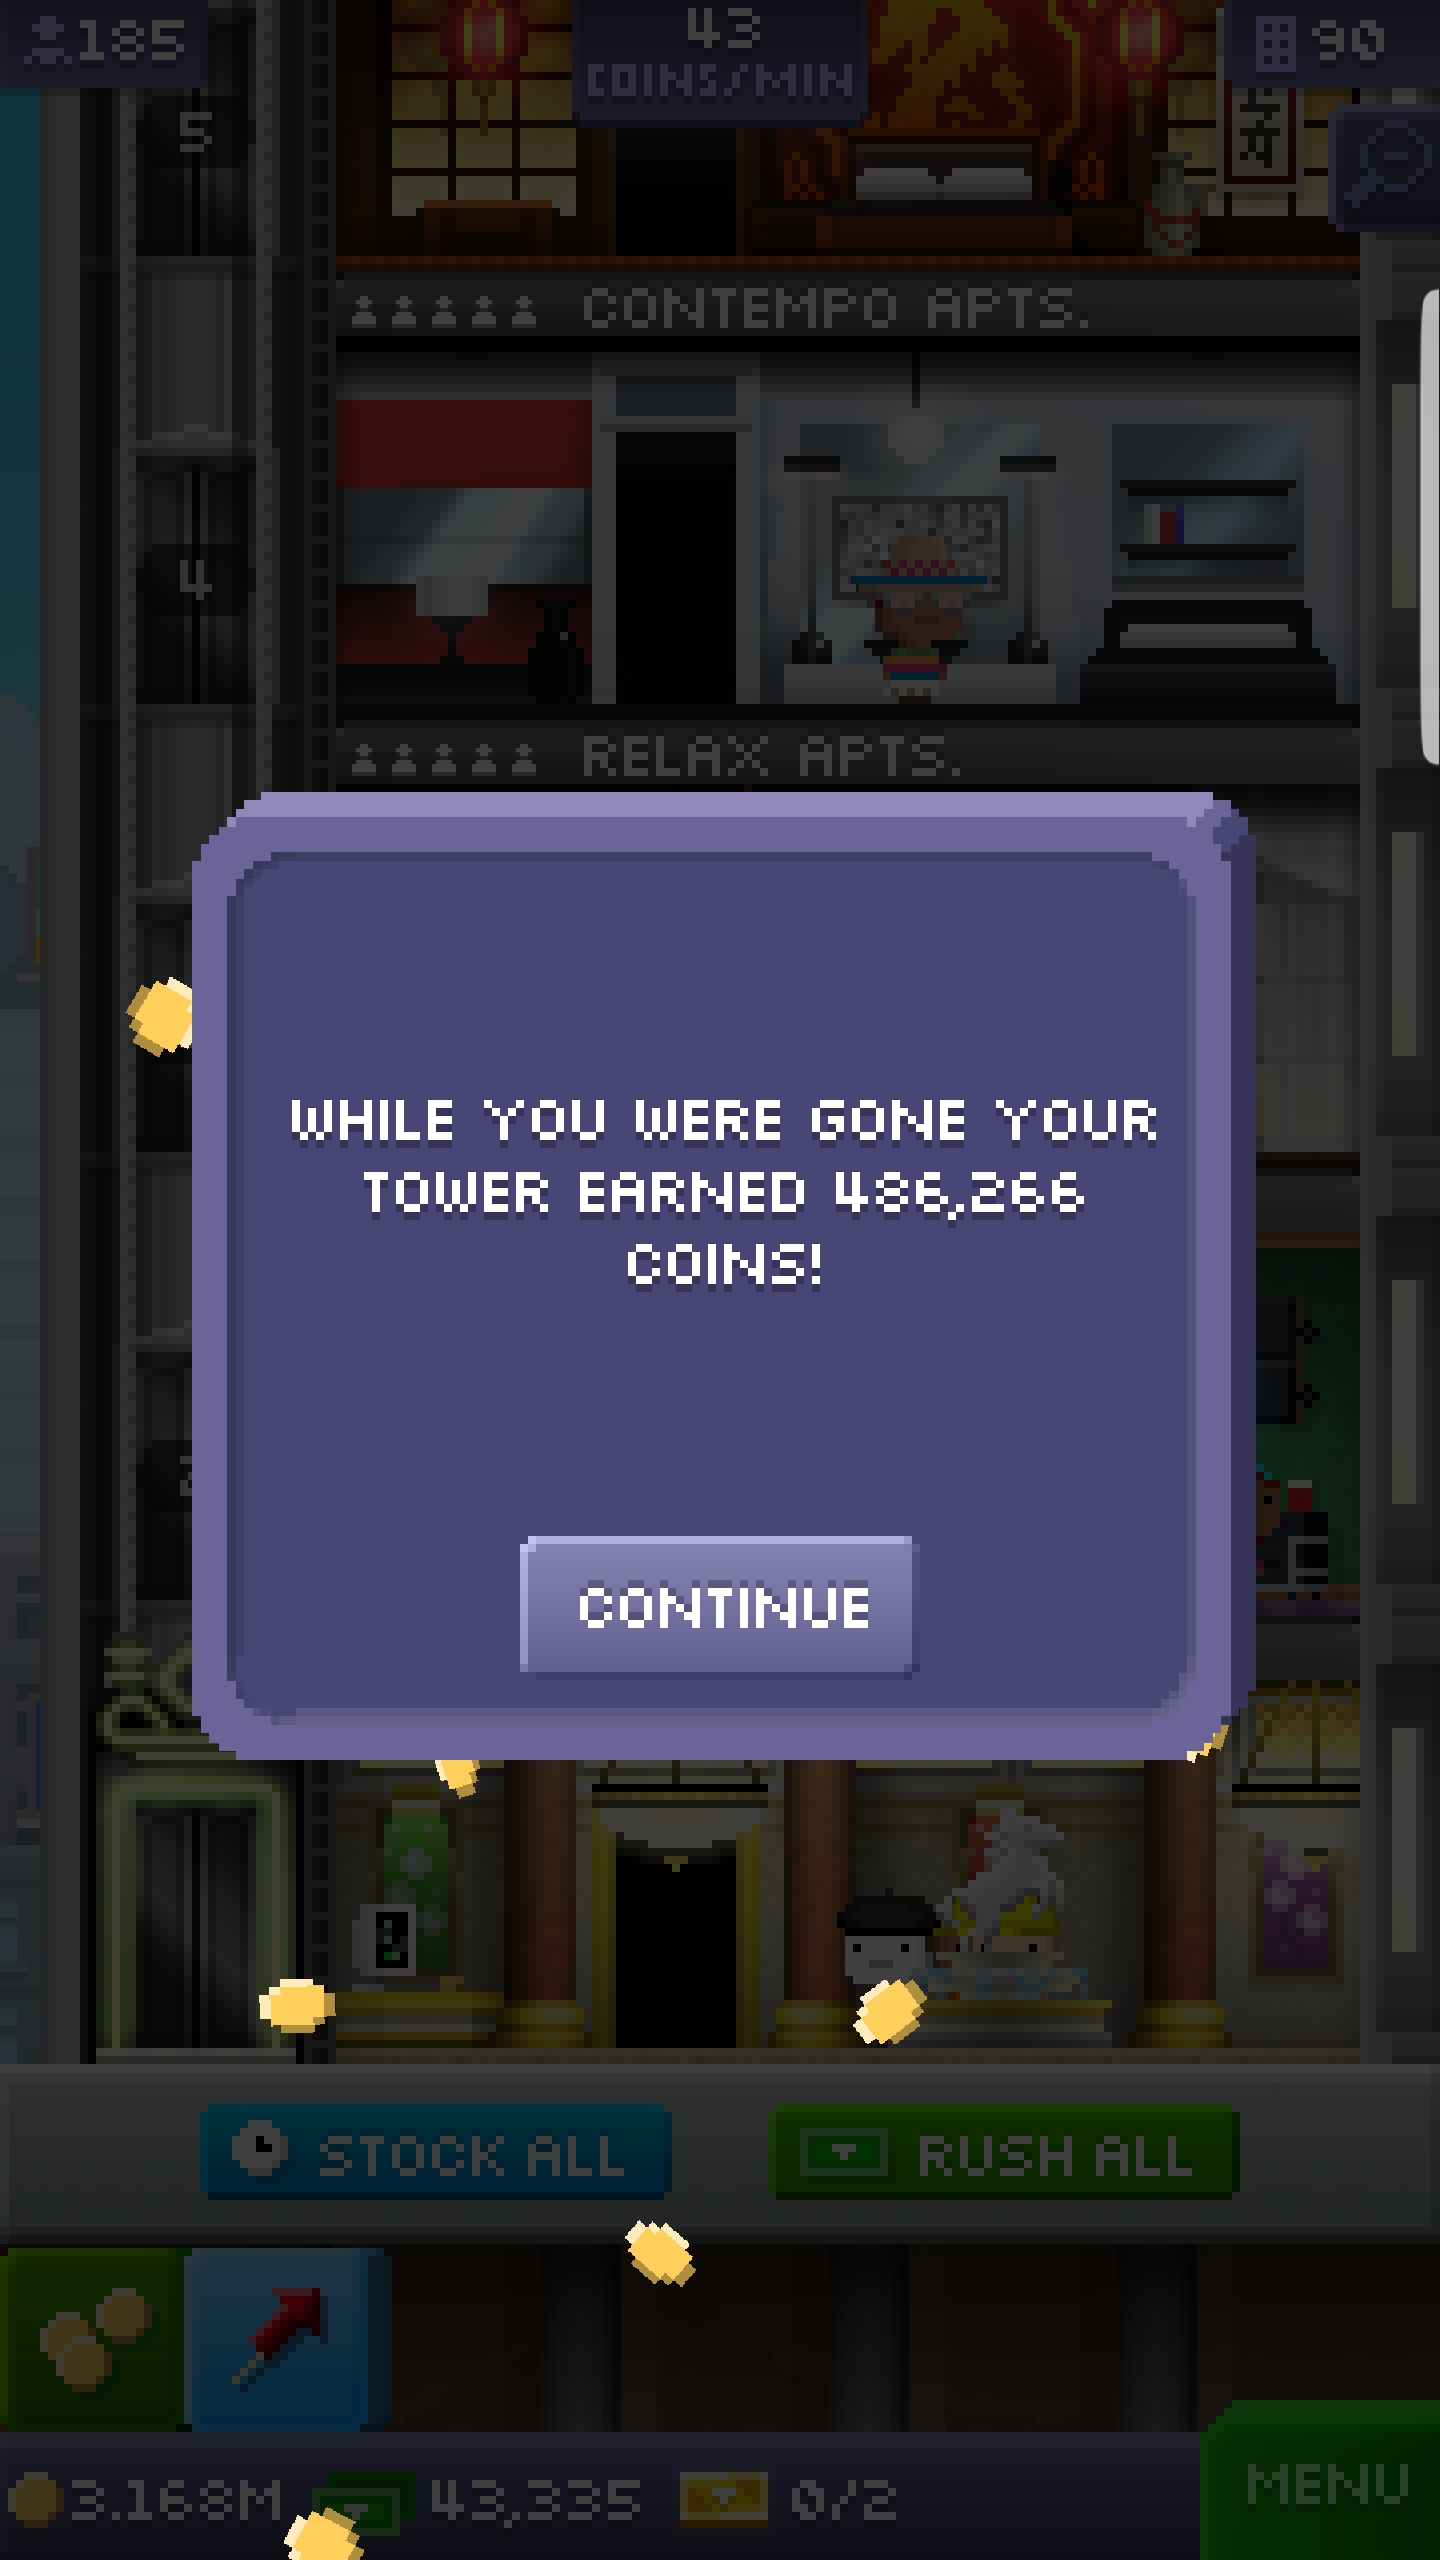 185
43
COINS/MIN
90
5
CONTEMPO APTS.
4
RELAX APTS.
WHILE YOU WERE GONE YOUR
TOWER EARNED 486,266
COINS!
CONTINUE
STOCK ALL
RUSH ALL
3.168M
43,335
0/2
MENU